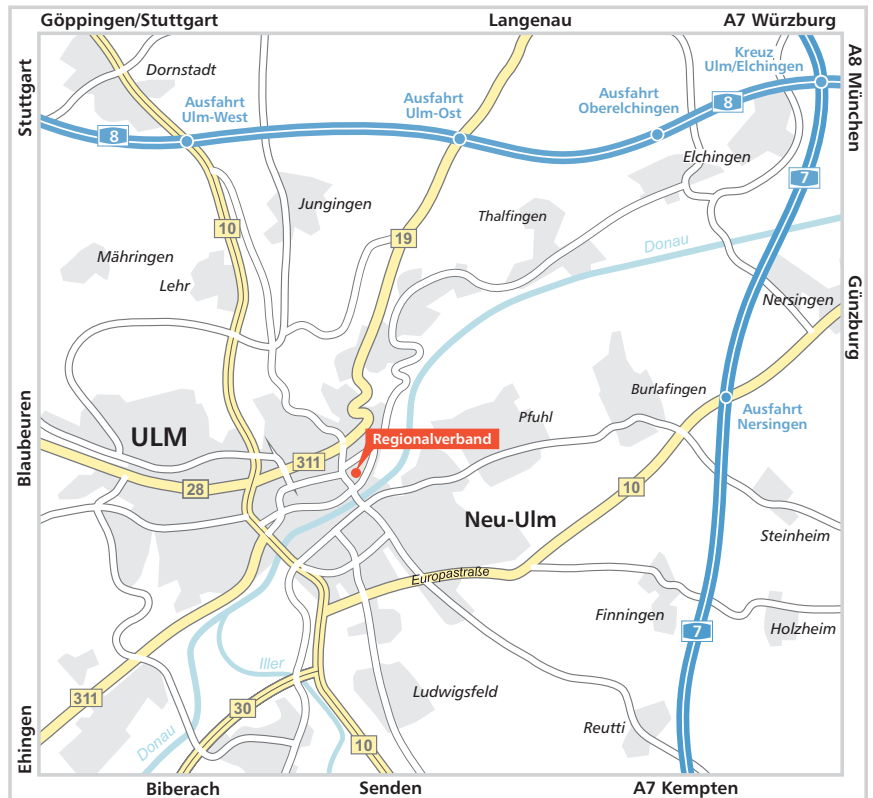 Göppingen/Stuttgart
Langenau
A7 Würzburg
Stuttgart
A8 München
Dornstadt
Kreuz
Ulm/Elchingen
Ausfahrt
Ulm-West
Ausfahrt
Ulm-Ost
Ausfahrt
Oberelchingen
8
8
Elchingen
7
Jungingen
Thalfingen
10
19
Donau
Mähringen
Lehr
Nersingen
Günzburg
Burlafingen
Pfuhl
Ausfahrt
Nersingen
Blaubeuren
ULM
Regionalverband
311
28
10
Neu-Ulm
Steinheim
Europastraße
Finningen
7
Holzheim
Iller
311
30
Ludwigsfeld
Reutti
Donau
10
Ehingen
Biberach
Senden
A7 Kempten